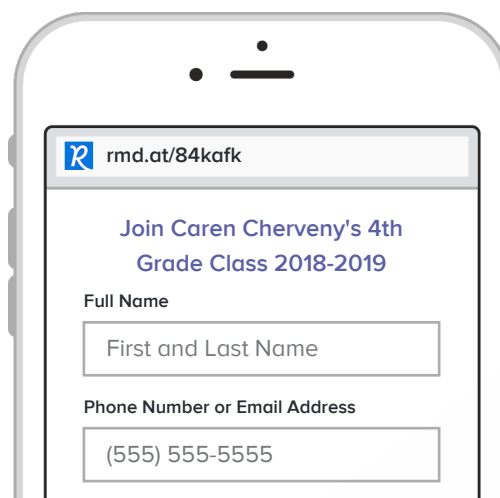 R rmd.at/84kafk
Join Caren Cherveny's 4th
Grade Class 2018-2019
Full Name
First and Last Name
Phone Number or Email Address
(555) 555-5555